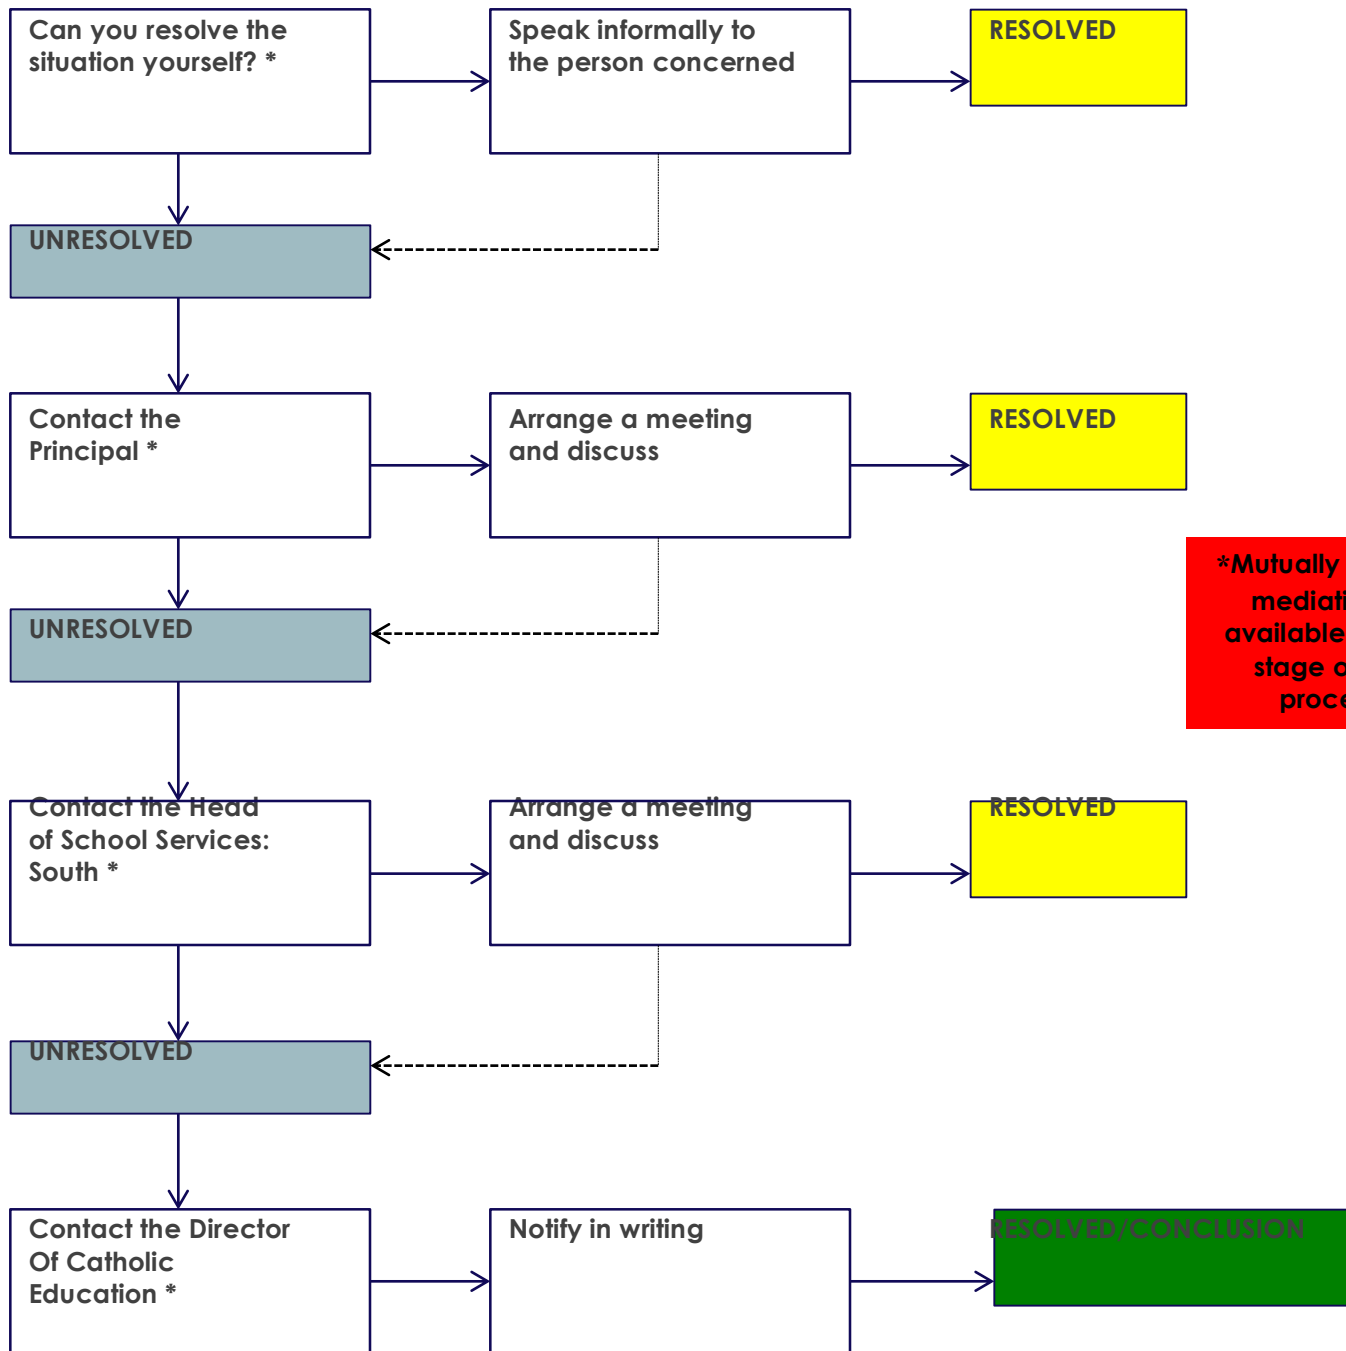 Can you resolve the
situation yourself? *
Speak informally to
the person concerned
RESOLVED
UNRESOLVED
Contact the
Principal *
Arrange a meeting
and discuss
RESOLVED
*Mutually
available
stage
UNRESOLVED
Contact the Head
of School Services:
South *
Arrange a meeting
and discuss
RESOLVED
UNRESOLVED
Contact the Director
Of Catholic
Education *
Notify in writing
RESOLVED/CONCLUSION